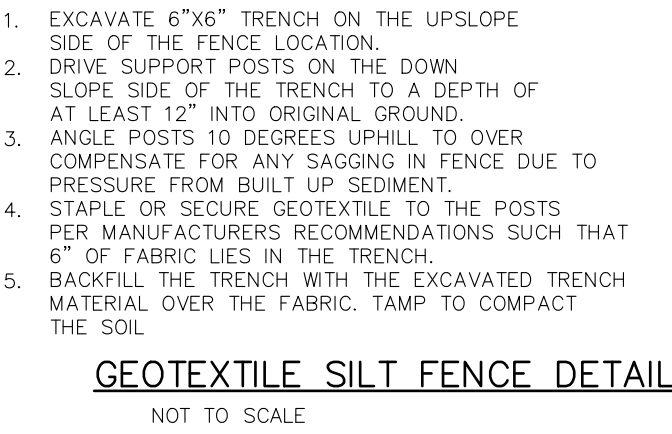 1. EXCAVATE 6”X6” TRENCH ON THE UPSLOPE
SIDE OF THE FENCE LOCATION.
2. DRIVE SUPPORT POSTS ON THE DOWN
SLOPE SIDE OF THE TRENCH TO A DEPTH OF
AT LEAST 12” INTO ORIGINAL GROUND.
3. ANGLE POSTS 10 DEGREES UPHILL TO OVER
COMPENSATE FOR ANY SAGGING IN FENCE DUE TO
PRESSURE FROM BUILT UP SEDIMENT.
4. STAPLE OR SECURE GEOTEXTILE TO THE POSTS
PER MANUFACTURERS RECOMMENDATIONS SUCH THAT
6” OF FABRIC LIES IN THE TRENCH.
5. BACKFILL THE TRENCH WITH THE EXCAVATED TRENCH
MATERIAL OVER THE FABRIC. TAMP TO COMPACT
THE SOIL
GEOTEXTILE SILT FENCE DETAIL
NOT TO SCALE